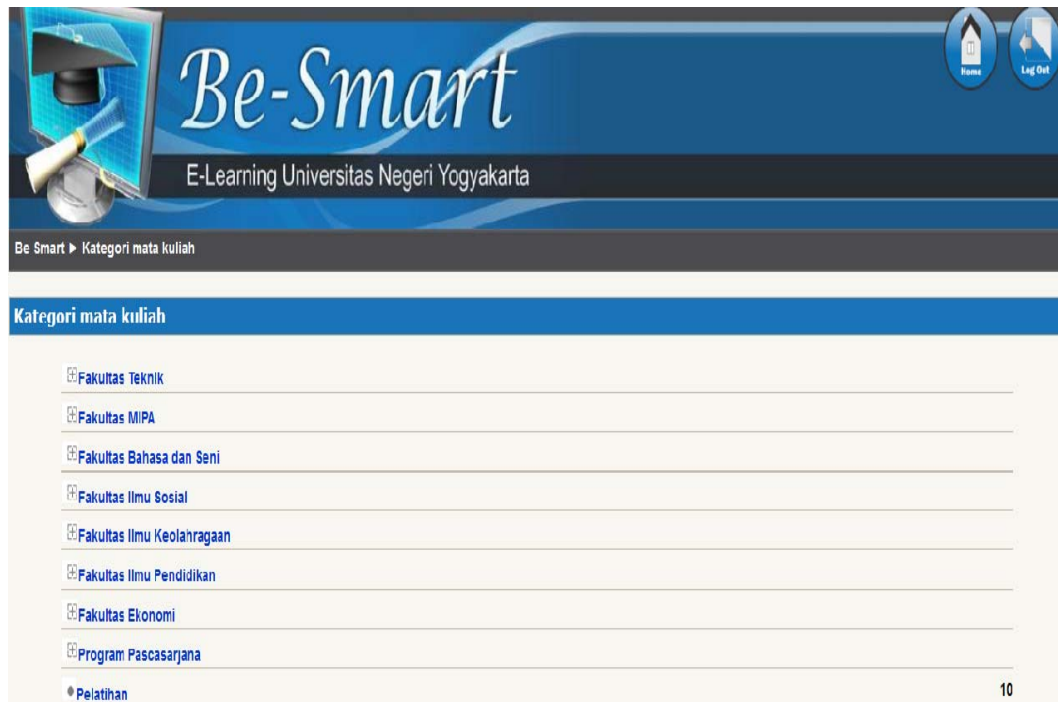 Be-Smart
E-Learning Universitas Negeri Yogyakarta
Home
Log Out
Be Smart ► Kategori mata kuliah
Kategori mata kuliah
Fakultas Teknik
Fakultas MIPA
Fakultas Bahasa dan Seni
Fakultas Ilmu Sosial
Fakultas Ilmu Keolahragaan
Fakultas Ilmu Pendidikan
Fakultas Ekonomi
Program Pascasarjana
Pelatihan 10